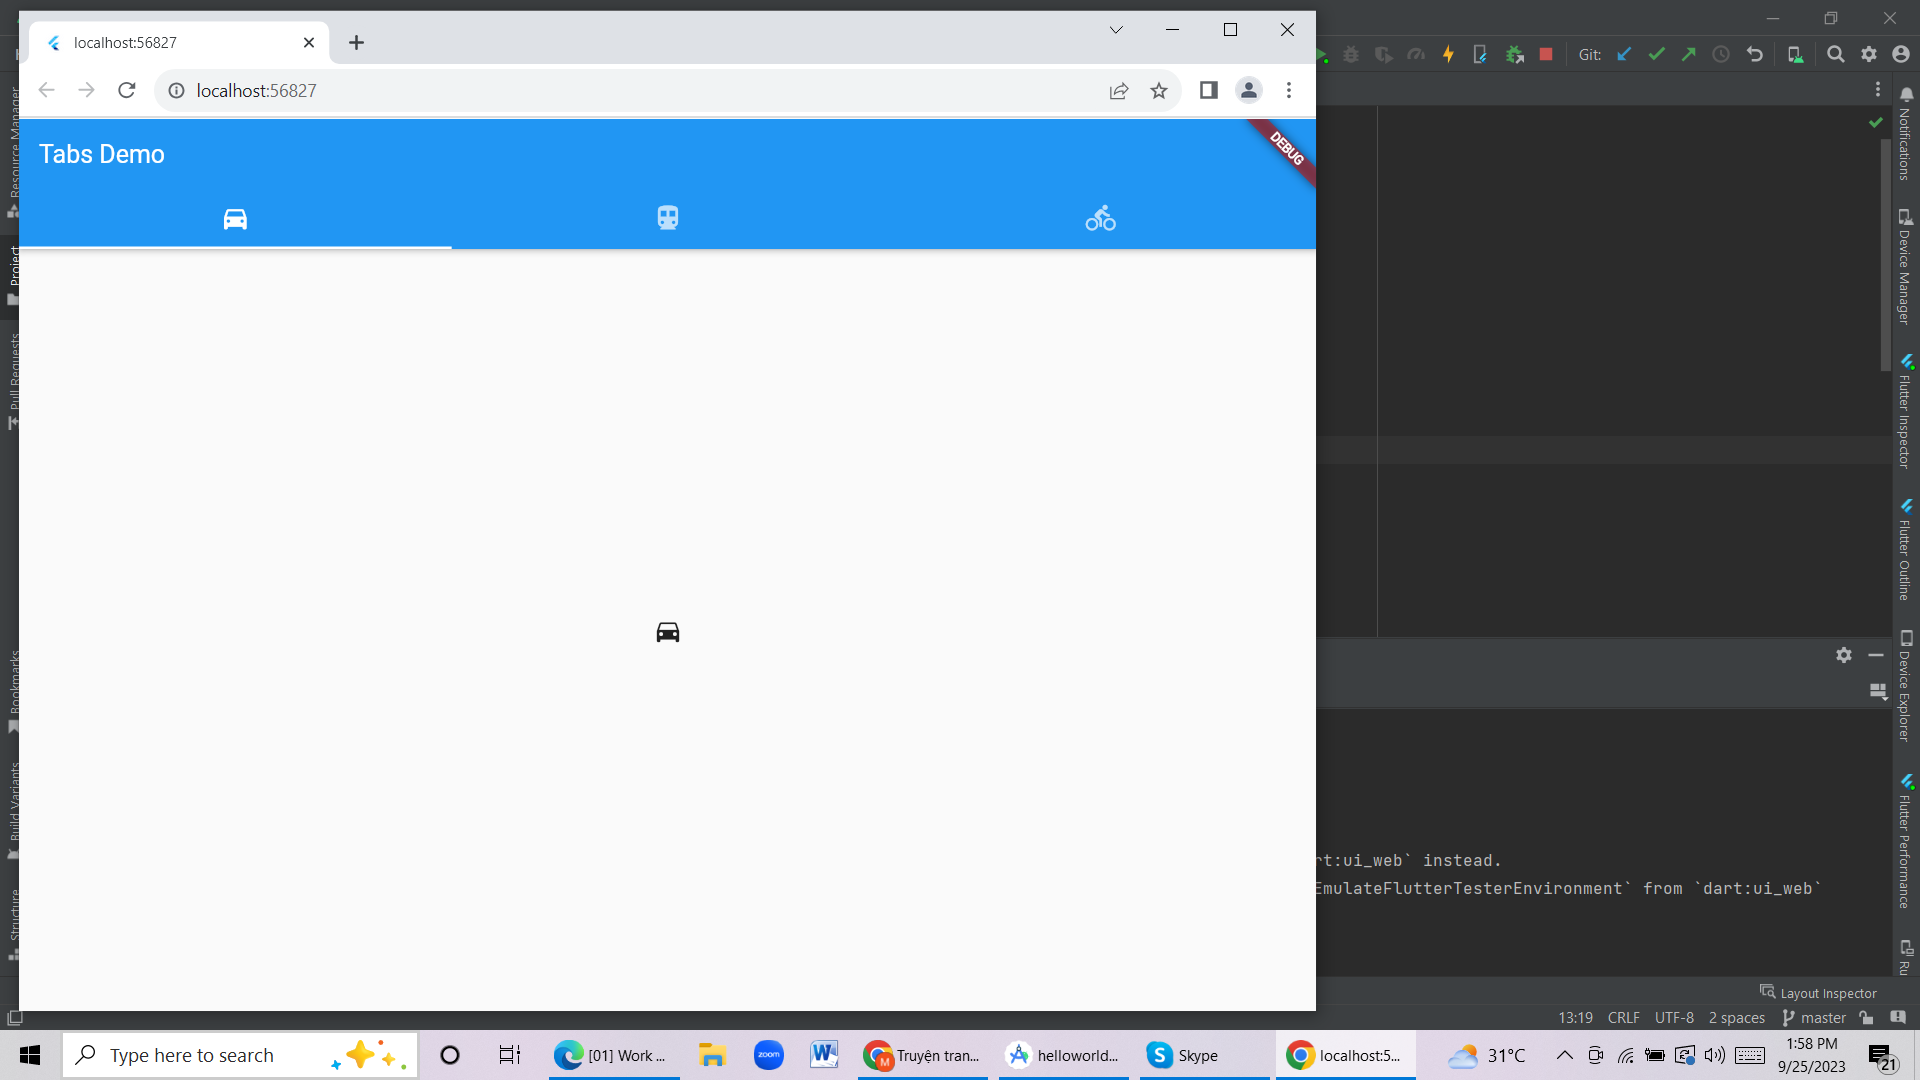 localhost:56827
localhost:56827
Tabs Demo
DEBUG
Git:
Resource Manager
Project
Pull Requests
Bookmarks
Build Variants
Structure
Notifications
Device Manager
Flutter Inspector
Flutter Outline
Device Explorer
Flutter Performance
Ru
rt:ui_web` instead.
EmulateFlutterTesterEnvironment` from `dart:ui_web`
Layout Inspector
13:19 CRLF UTF-8 2 spaces master
Type here to search
zoom
[01] Work ...
Truyện tran...
helloworld...
Skype
localhost:5...
31°C
1:58 PM
9/25/2023
21